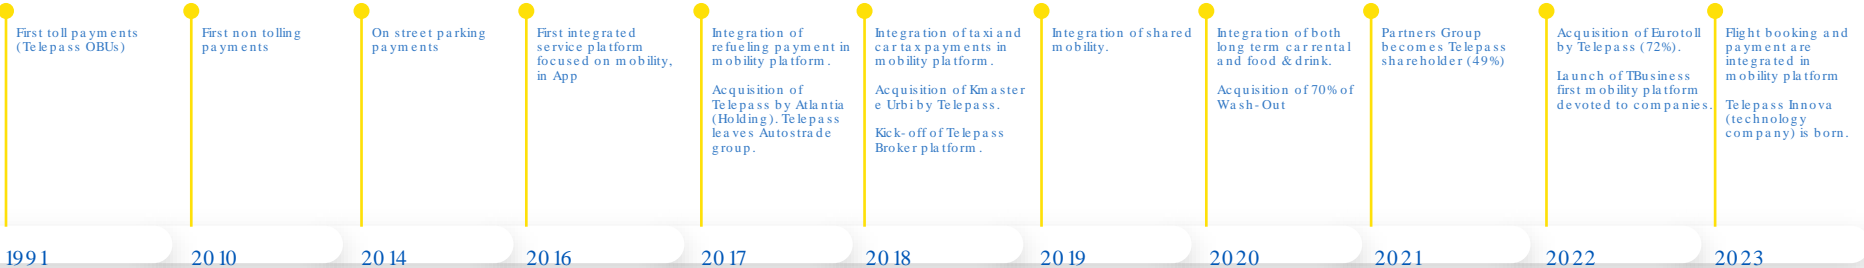 First toll payments
(Telepass OBUs)
First non tolling
payments
On street parking
payments
First integrated
service platform
focused on mobility,
in App
Integration of
refueling payment in
mobility platform.
Acquisition of
Telepass by Atlantia
(Holding). Telepass
leaves Autostrade
group.
Integration of taxi and
car tax payments in
mobility platform.
Acquisition of Kmaster
e Urbi by Telepass.
Kick-off of Telepass
Broker platform.
Integration of shared
mobility.
Integration of both
long term car rental
and food & drink.
Acquisition of 70% of
Wash-Out
Partners Group
becomes Telepass
shareholder (49%)
Acquisition of Eurotoll
by Telepass (72%).
Launch of TBusiness
first mobility platform
devoted to companies.
Flight booking and
payment are
integrated in
mobility platform
Telepass Innova
(technology
company) is born.
1991
2010
2014
2016
2017
2018
2019
2020
2021
2022
2023